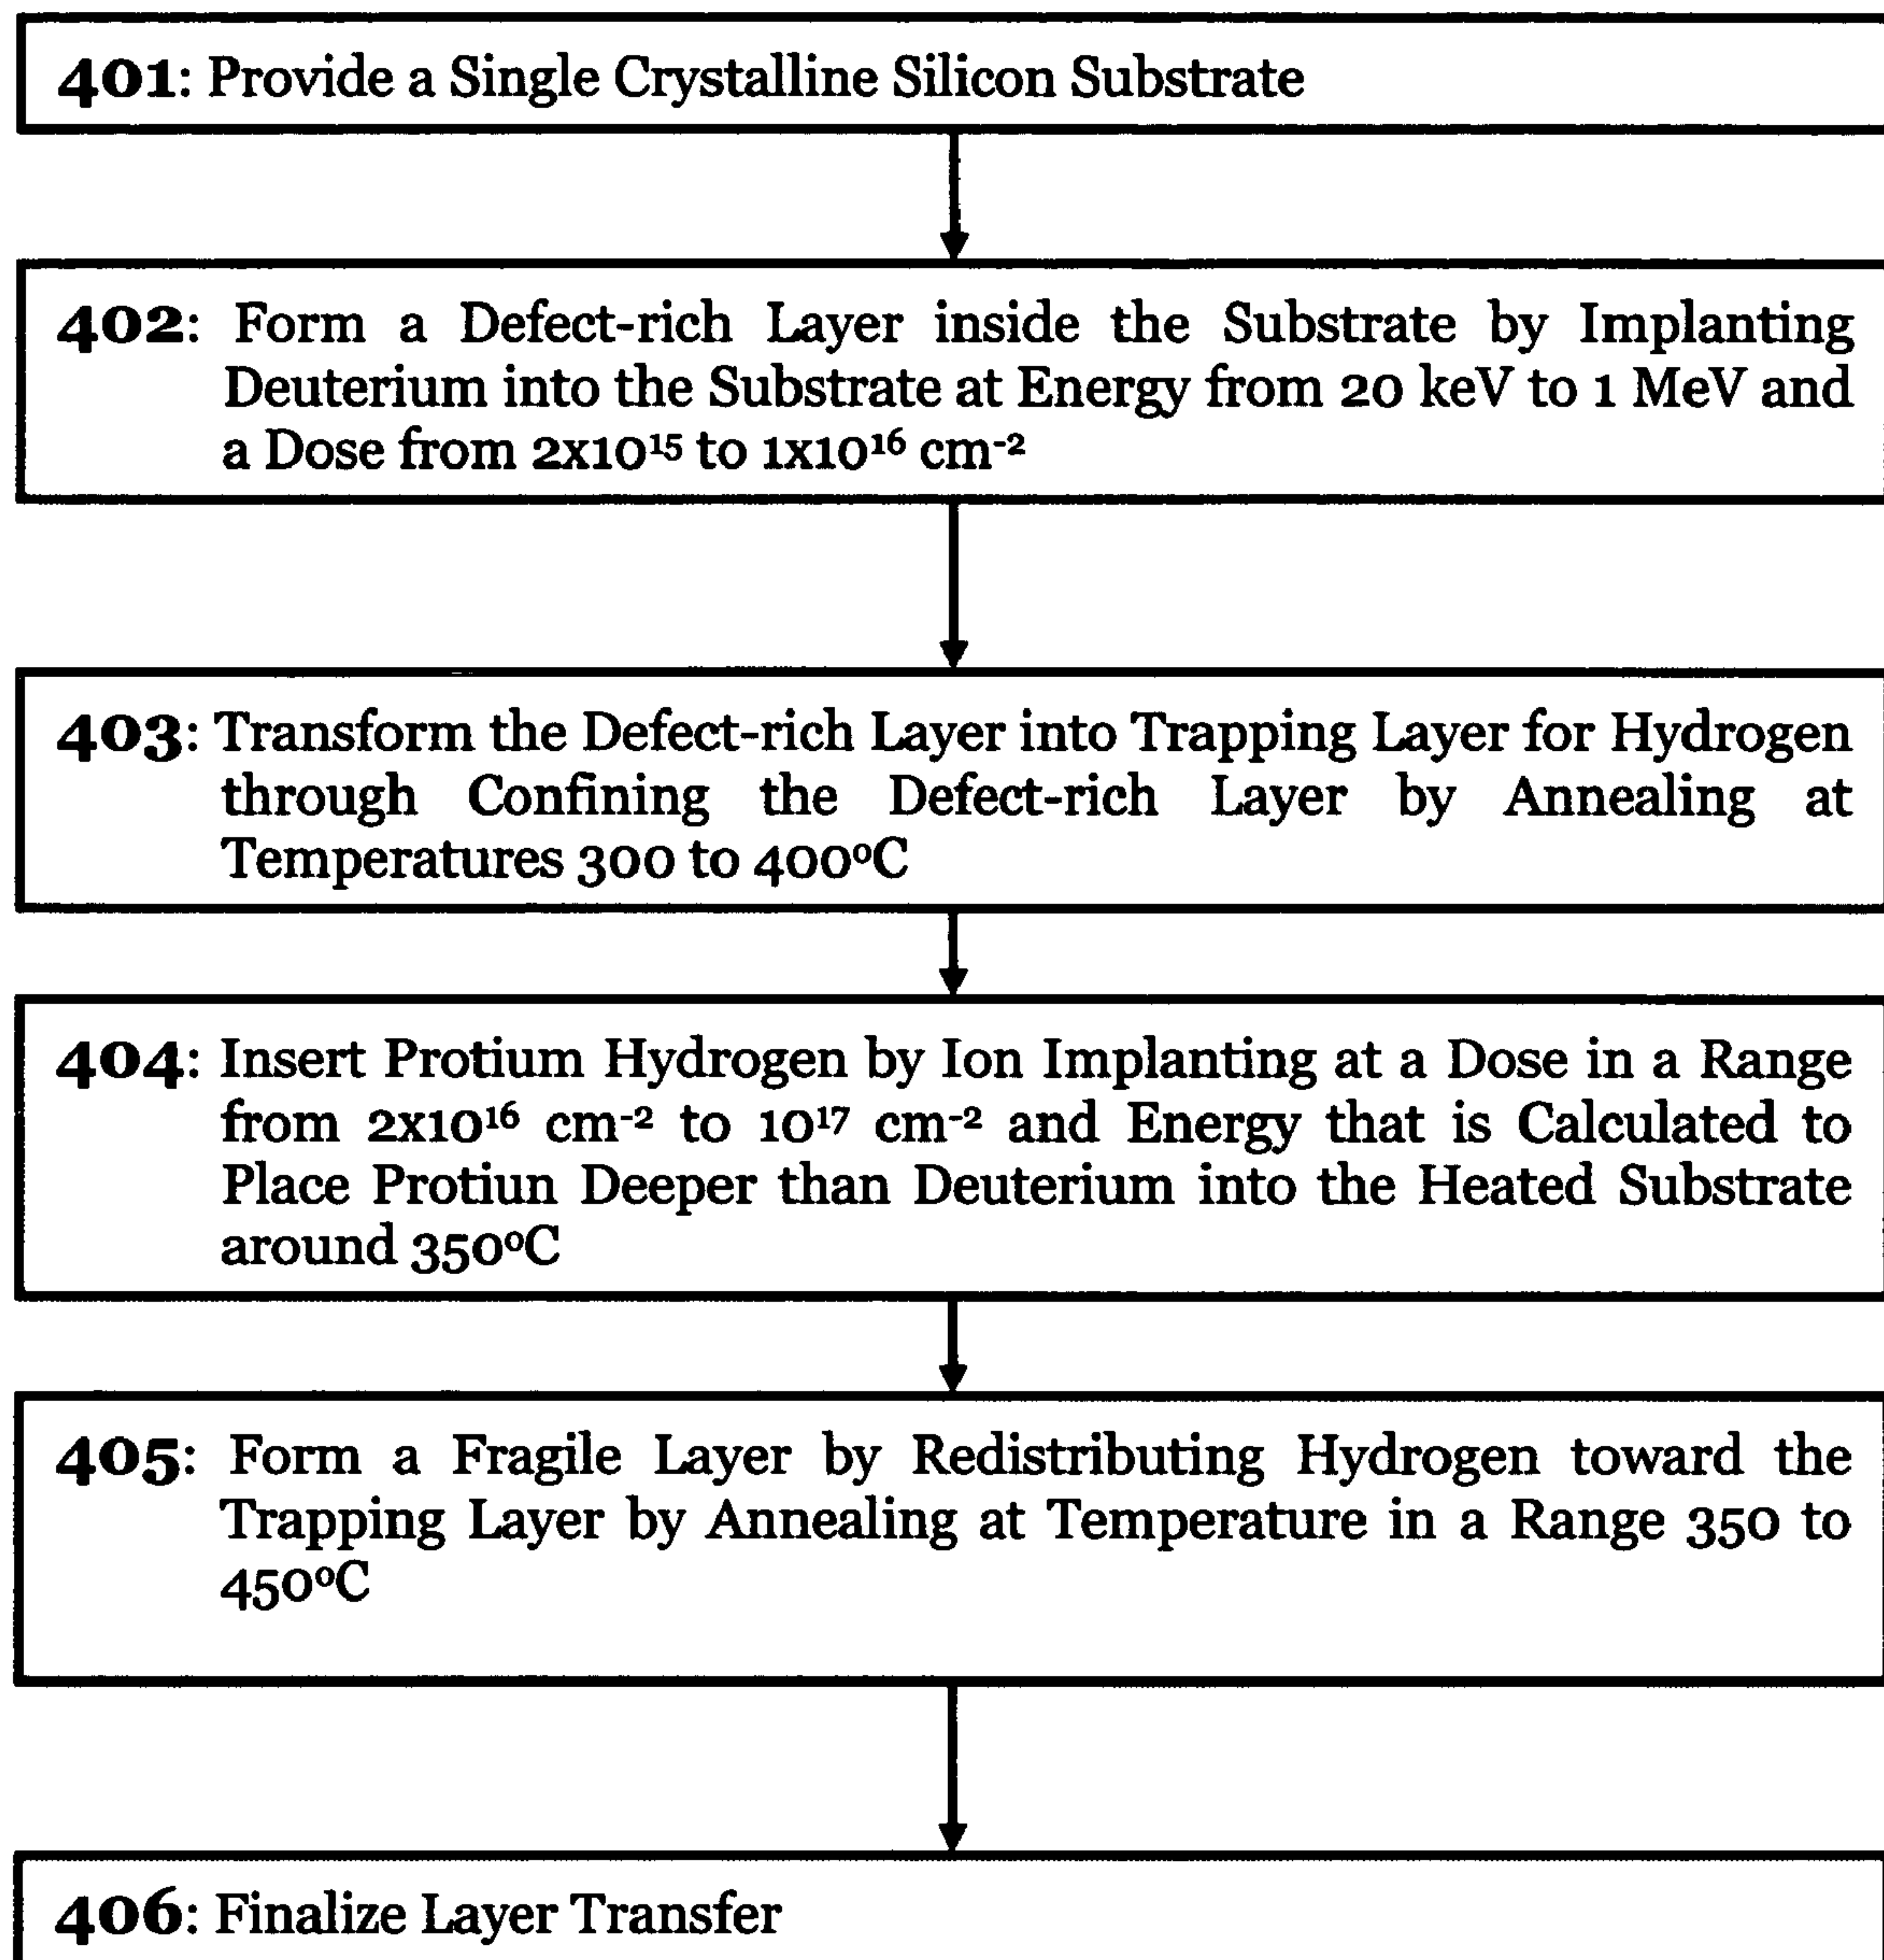 401: Provide a Single Crystalline Silicon Substrate
402: Form a Defect-rich Layer inside the Substrate by Implanting
Deuterium into the Substrate at Energy from 20 keV to 1 MeV and
a Dose from 2x10¹⁵ to 1x10¹⁶ cm⁻²
403: Transform the Defect-rich Layer into Trapping Layer for Hydrogen
through Confining the Defect-rich Layer by Annealing at
Temperatures 300 to 400ºC
404: Insert Protium Hydrogen by Ion Implanting at a Dose in a Range
from 2x10¹⁶ cm⁻² to 10¹⁷ cm⁻² and Energy that is Calculated to
Place Protiun Deeper than Deuterium into the Heated Substrate
around 350ºC
405: Form a Fragile Layer by Redistributing Hydrogen toward the
Trapping Layer by Annealing at Temperature in a Range 350 to
450ºC
406: Finalize Layer Transfer